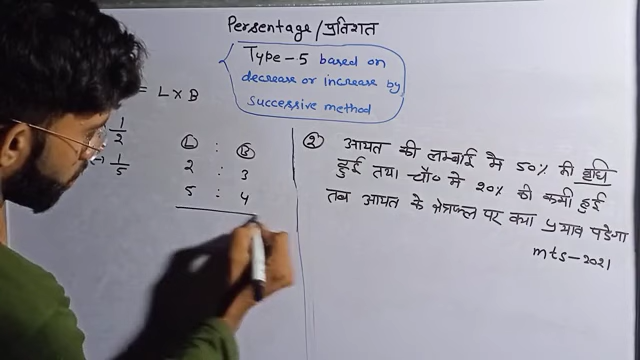 Persentage/प्रतिशत
Type-5 based on
decrease or increase by
successive method
= L x B
1/2
→ 1/5
L : B
2 : 3
5 : 4
② आयत की लम्बाई मे 50% की वृधि
हुई तथा चौ० मे 20% की कमी हुई
तब आयत के क्षेत्रफल पर क्या प्रभाव पड़ेगा
mts-2021